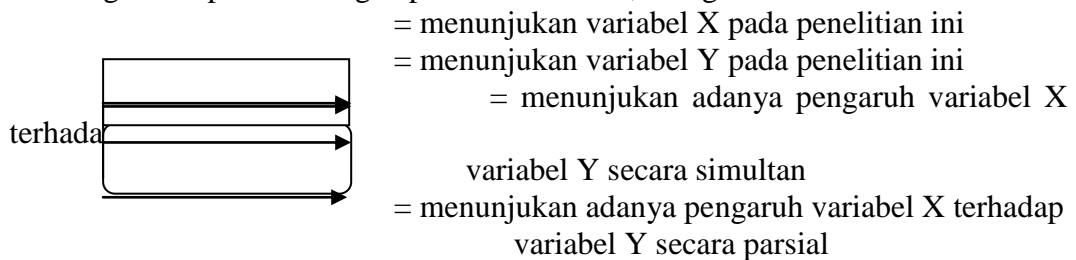 = menunjukan variabel X pada penelitian ini
= menunjukan variabel Y pada penelitian ini
= menunjukan adanya pengaruh variabel X
terhada
variabel Y secara simultan
= menunjukan adanya pengaruh variabel X terhadap
variabel Y secara parsial